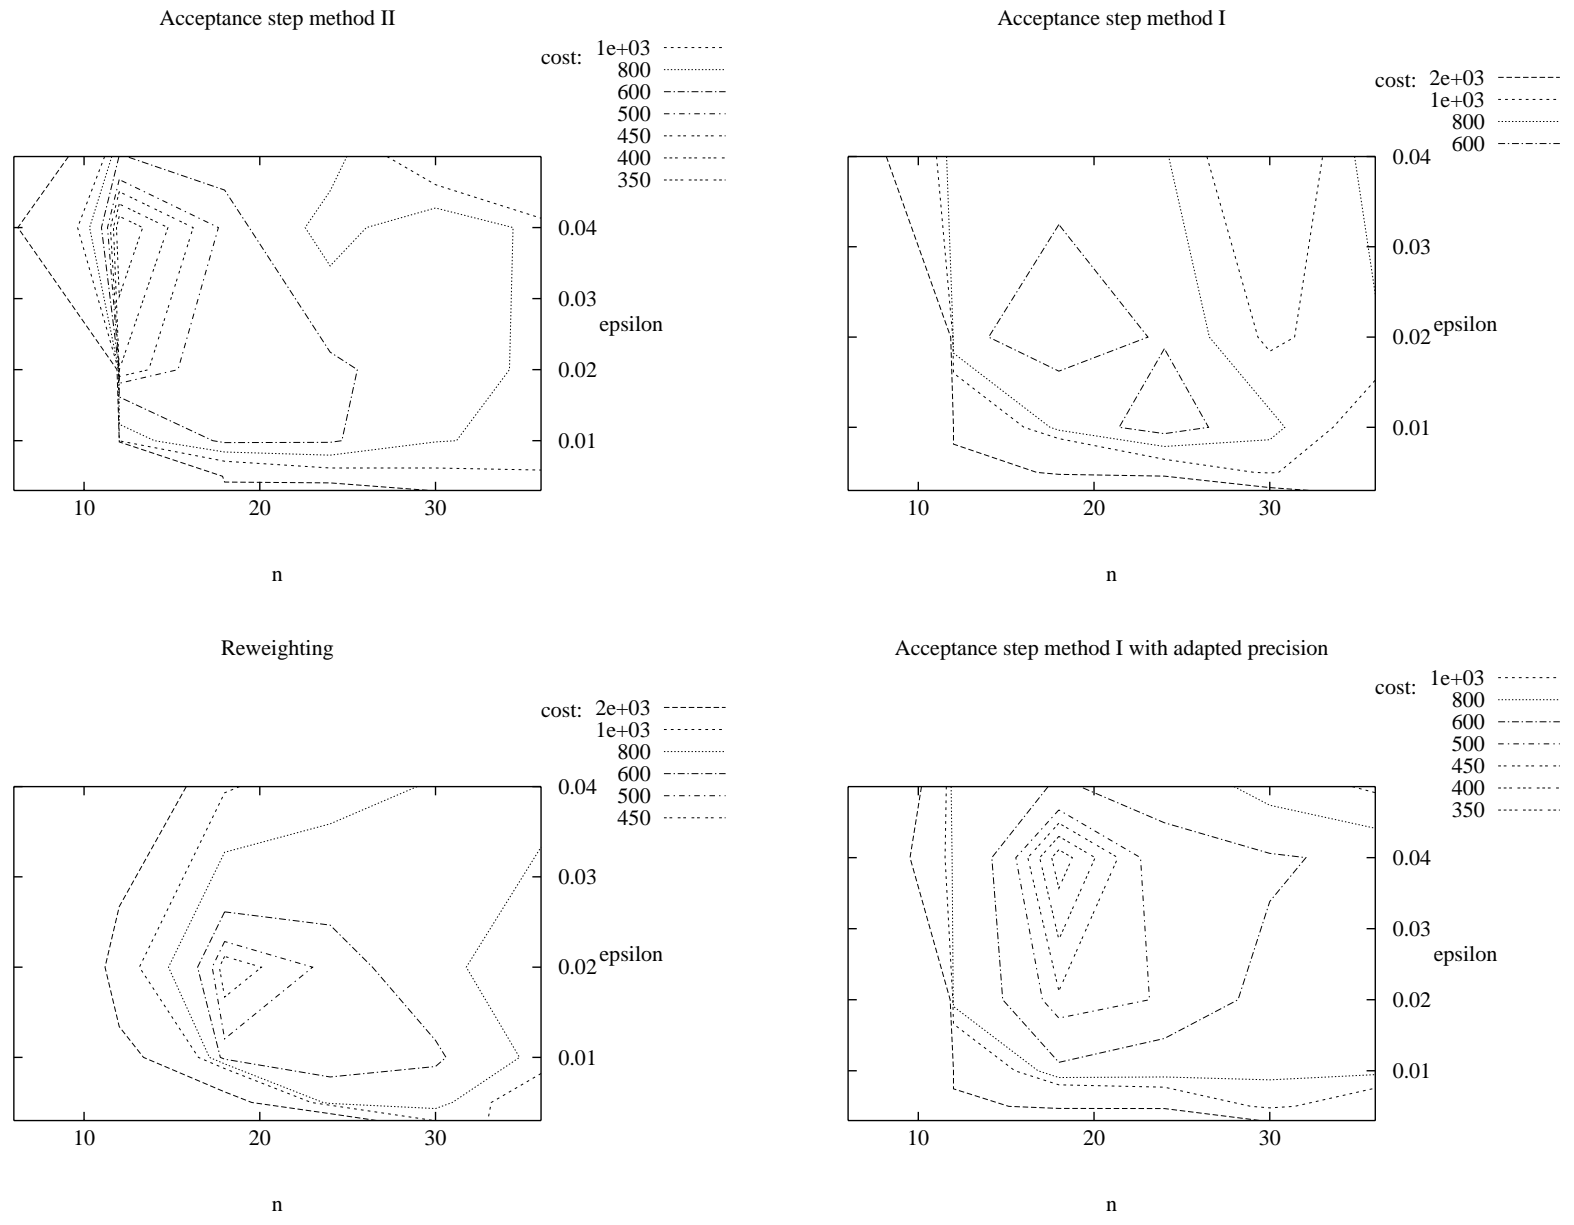 Acceptance step method II
cost: 1e+03
800
600
500
450
400
350
0.04
0.03
epsilon
0.02
0.01
10 20 30
n
Acceptance step method I
cost: 2e+03
1e+03
800
600
0.04
0.03
0.02 epsilon
0.01
10 20 30
n
Reweighting
cost: 2e+03
1e+03
800
600
500
450
0.04
0.03
0.02 epsilon
0.01
10 20 30
n
Acceptance step method I with adapted precision
cost: 1e+03
800
600
500
450
400
350
0.04
0.03
epsilon
0.02
0.01
10 20 30
n